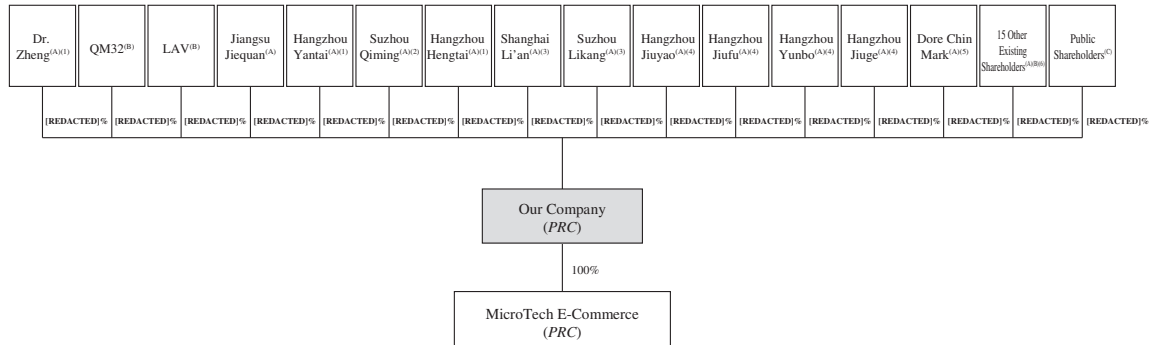 Dr.
Zheng(A)(1)
QM32(B)
LAV(B)
Jiangsu
Jiequan(A)
Hangzhou
Yantai(A)(1)
Suzhou
Qiming(A)(2)
Hangzhou
Hengtai(A)(1)
Shanghai
Li’an(A)(3)
Suzhou
Likang(A)(3)
Hangzhou
Jiuyao(A)(4)
Hangzhou
Jiufu(A)(4)
Hangzhou
Yunbo(A)(4)
Hangzhou
Jiuge(A)(4)
Dore Chin
Mark(A)(5)
15 Other
Existing
Shareholders(A)(B)(6)
Public
Shareholders(C)
[REDACTED]% [REDACTED]% [REDACTED]% [REDACTED]% [REDACTED]% [REDACTED]% [REDACTED]% [REDACTED]% [REDACTED]% [REDACTED]% [REDACTED]% [REDACTED]% [REDACTED]% [REDACTED]% [REDACTED]% [REDACTED]%
Our Company
(PRC)
100%
MicroTech E-Commerce
(PRC)